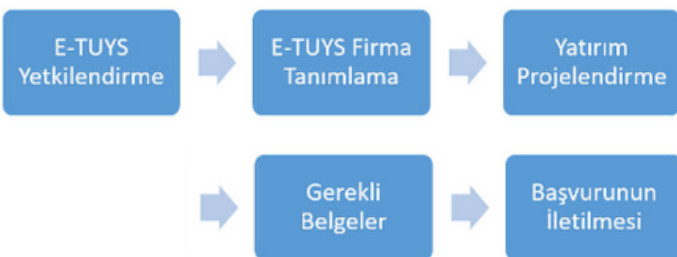 E-TUYS
Yetkilendirme
E-TUYS Firma
Tanımlama
Yatırım
Projelendirme
Gerekli
Belgeler
Başvurunun
İletilmesi